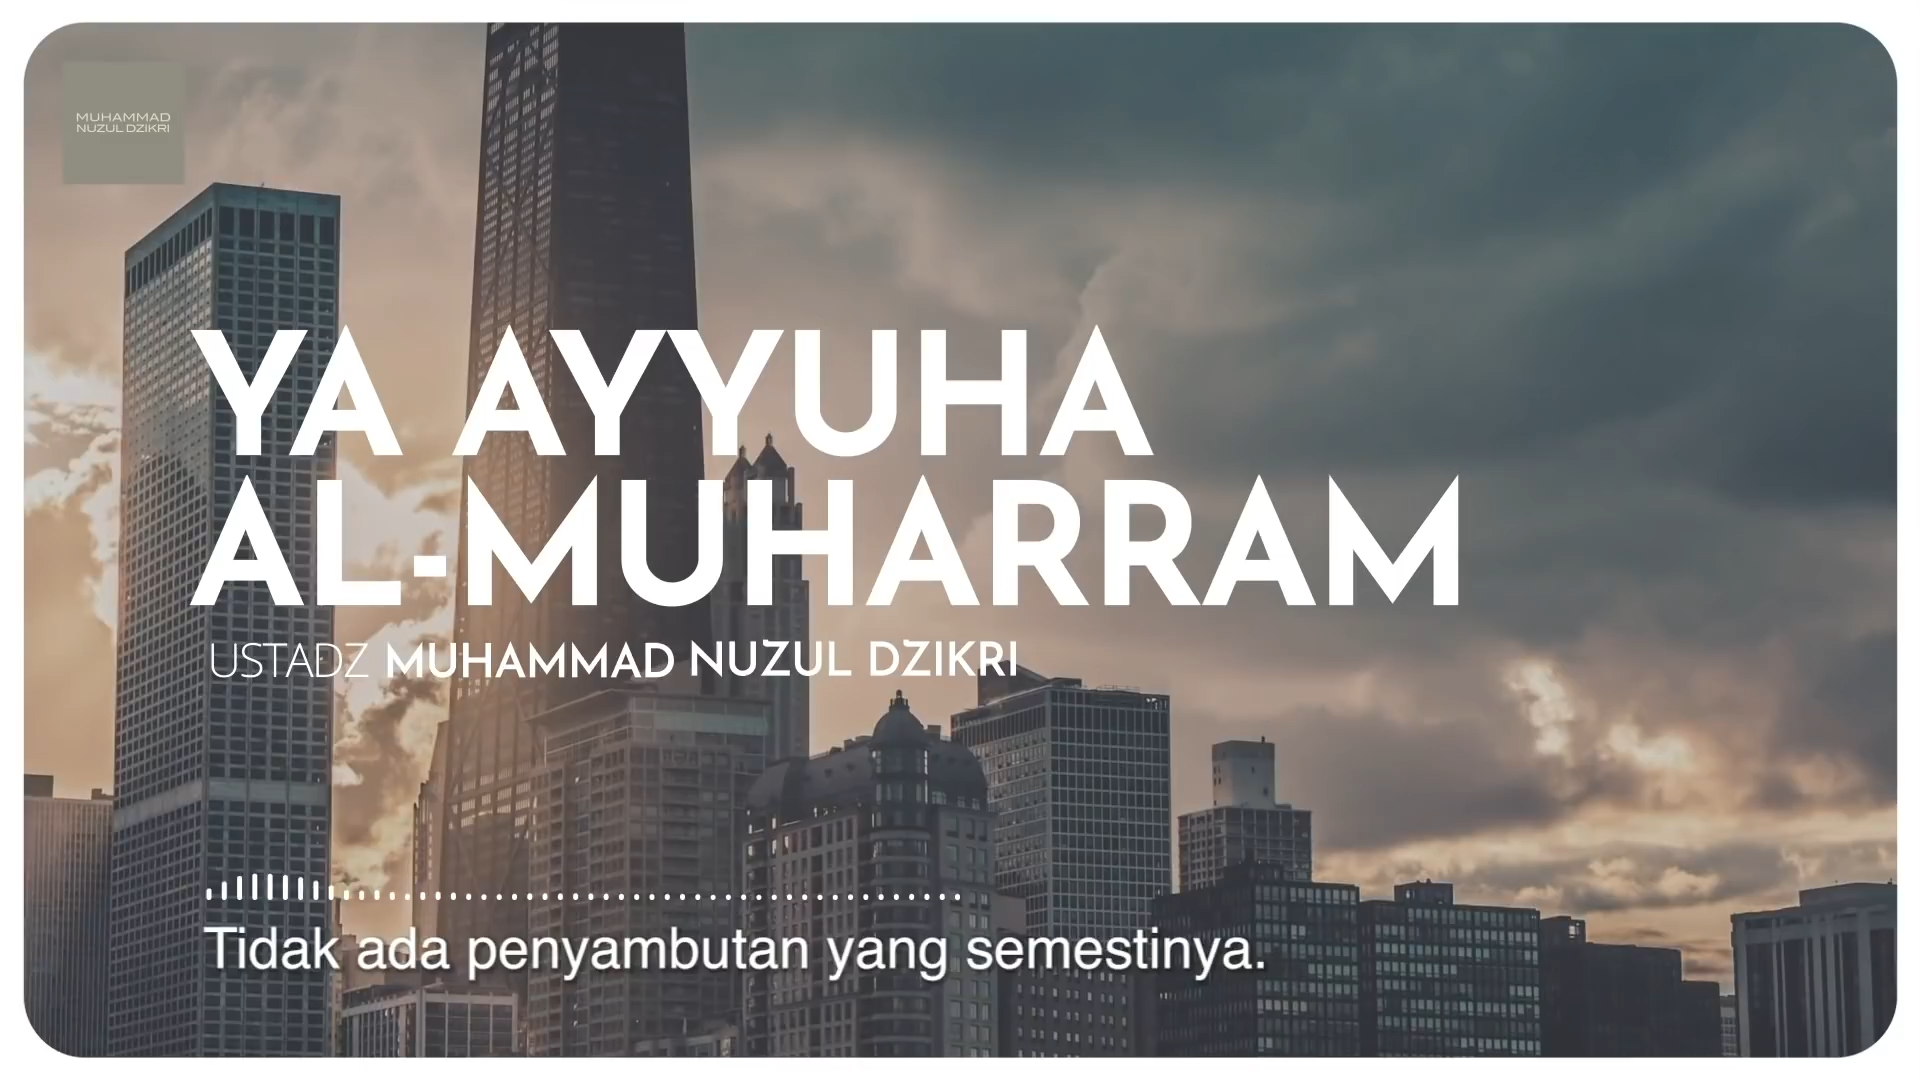 MUHAMMAD
NUZUL DZIKRI
YA AYYUHA
AL-MUHARRAM
USTADZ MUHAMMAD NUZUL DZIKRI
Tidak ada penyambutan yang semestinya.